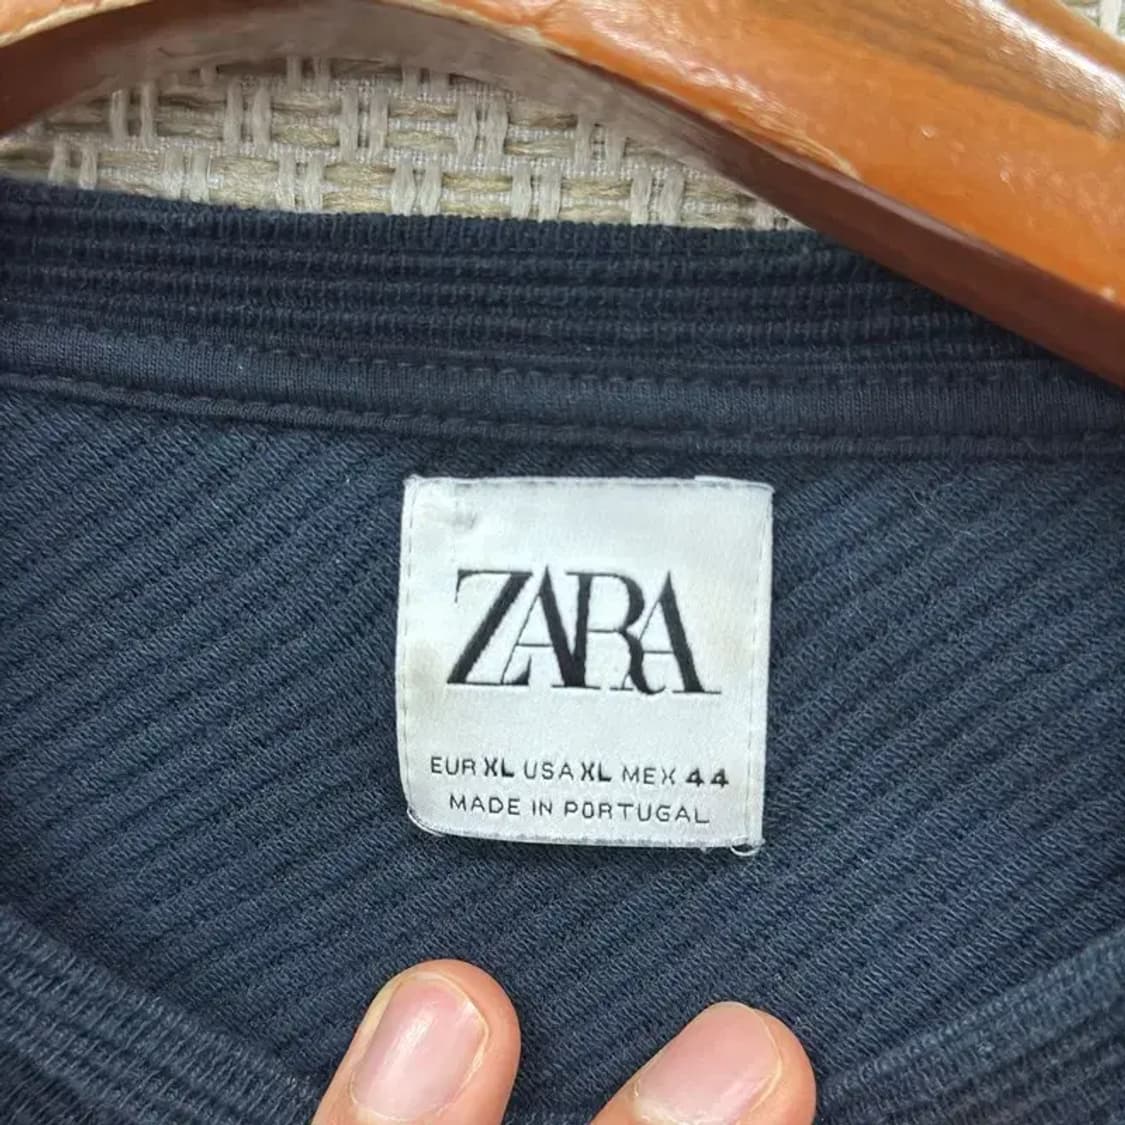 ZARA
EUR XL USA XL MEX 44
MADE IN PORTUGAL